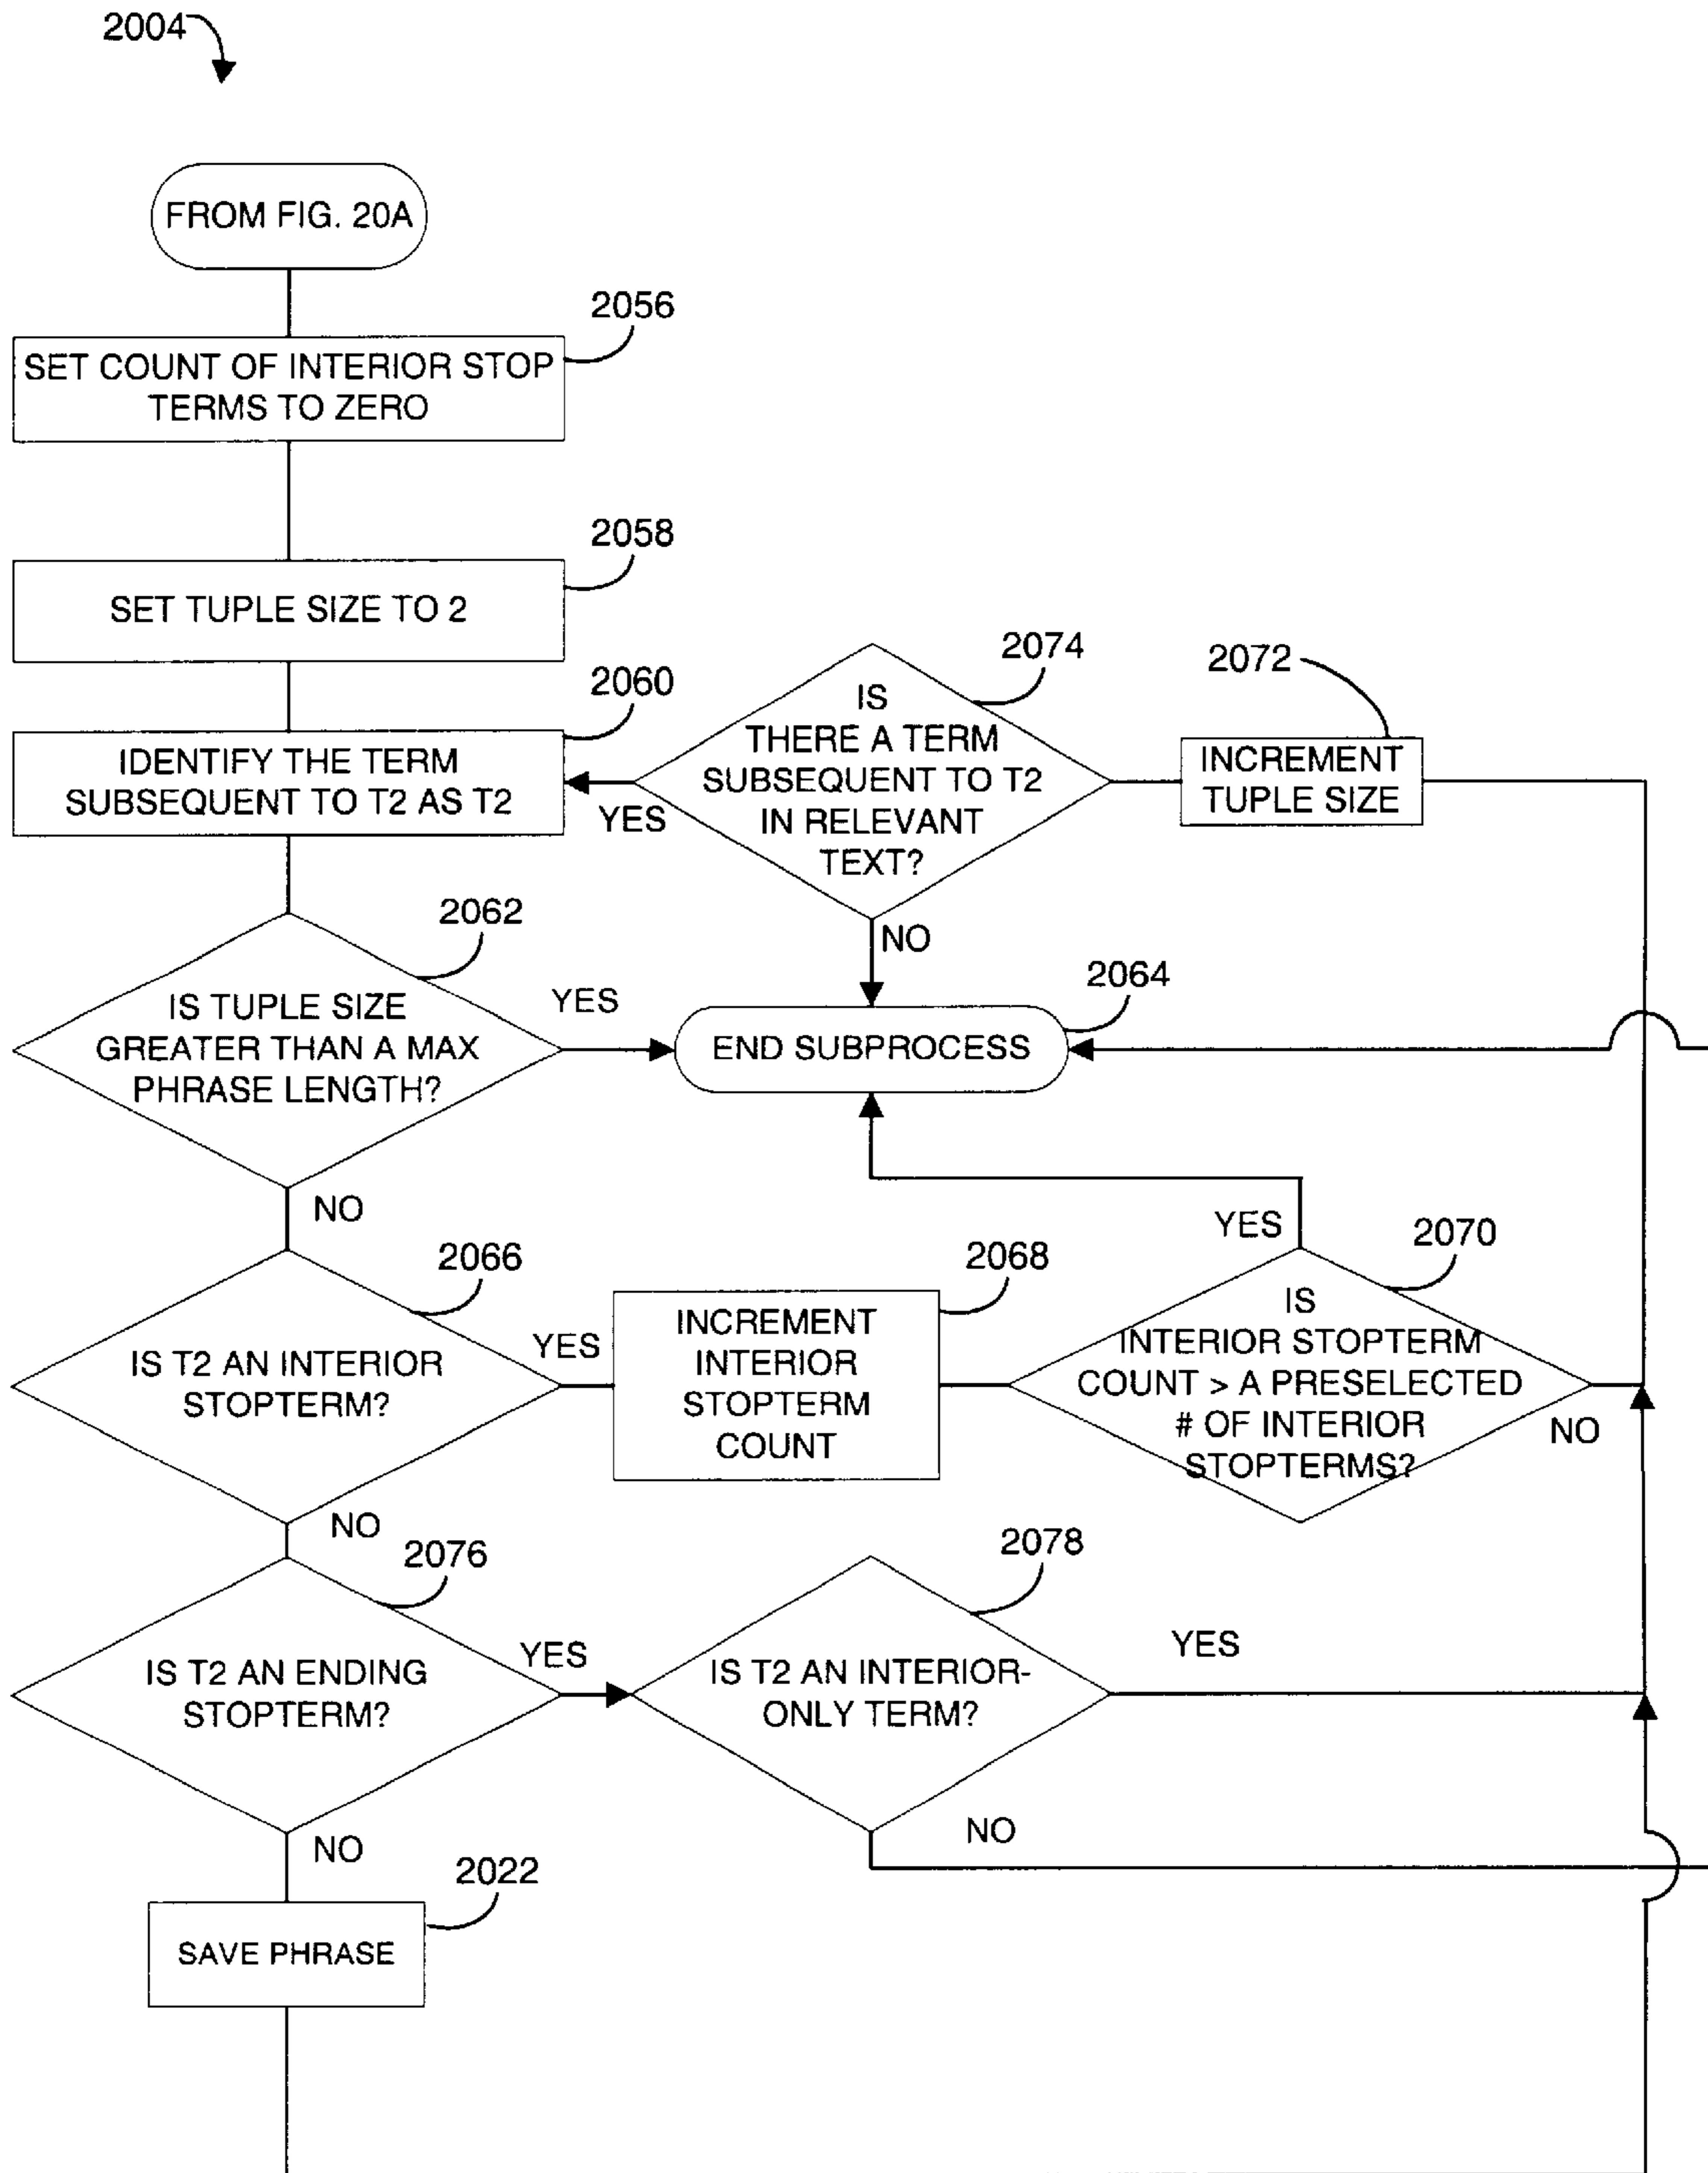 2004
FROM FIG. 20A
2056
SET COUNT OF INTERIOR STOP
TERMS TO ZERO
2058
SET TUPLE SIZE TO 2
2060
IDENTIFY THE TERM
SUBSEQUENT TO T2 AS T2
2074
IS
THERE A TERM
SUBSEQUENT TO T2
IN RELEVANT
TEXT?
YES
NO
2072
INCREMENT
TUPLE SIZE
2062
IS TUPLE SIZE
GREATER THAN A MAX
PHRASE LENGTH?
YES
NO
2064
END SUBPROCESS
2066
IS T2 AN INTERIOR
STOPTERM?
YES
NO
2068
INCREMENT
INTERIOR
STOPTERM
COUNT
2070
YES
IS
INTERIOR STOPTERM
COUNT > A PRESELECTED
# OF INTERIOR
STOPTERMS?
NO
2076
IS T2 AN ENDING
STOPTERM?
YES
NO
2078
IS T2 AN INTERIOR-
ONLY TERM?
YES
NO
2022
SAVE PHRASE